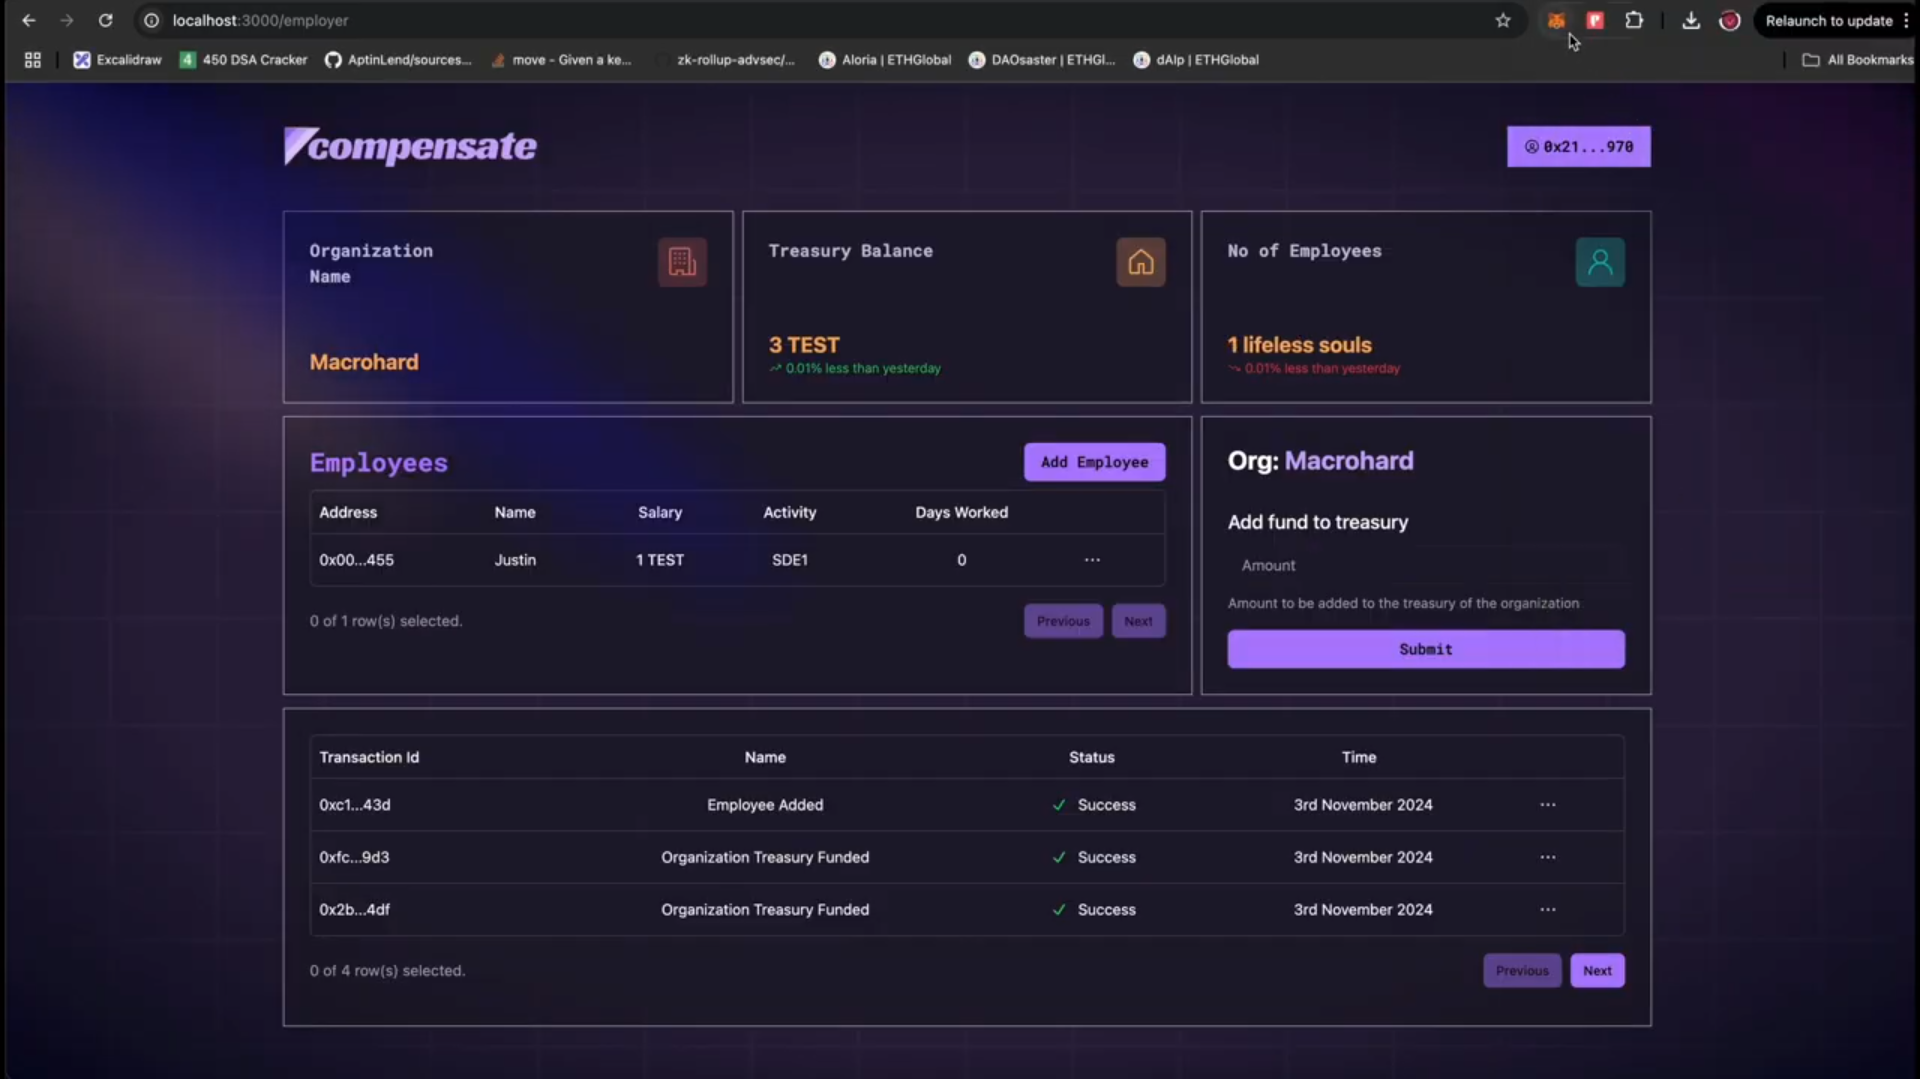 localhost:3000/employer
Relaunch to update
Excalidraw
4 450 DSA Cracker
AptinLend/sources...
move - Given a ke...
zk-rollup-advsec/...
Aloria | ETHGlobal
DAOsaster | ETHGl...
dAIp | ETHGlobal
All Bookmarks
compensate
0x21...970
Organization
Name
Macrohard
Treasury Balance
3 TEST
0.01% less than yesterday
No of Employees
1 lifeless souls
0.01% less than yesterday
Employees
Add Employee
Address Name Salary Activity Days Worked
0x00...455 Justin 1 TEST SDE1 0 ...
0 of 1 row(s) selected.
Previous Next
Org: Macrohard
Add fund to treasury
Amount
Amount to be added to the treasury of the organization
Submit
Transaction Id Name Status Time
0xc1...43d Employee Added Success 3rd November 2024 ...
0xfc...9d3 Organization Treasury Funded Success 3rd November 2024 ...
0x2b...4df Organization Treasury Funded Success 3rd November 2024 ...
0 of 4 row(s) selected.
Previous Next